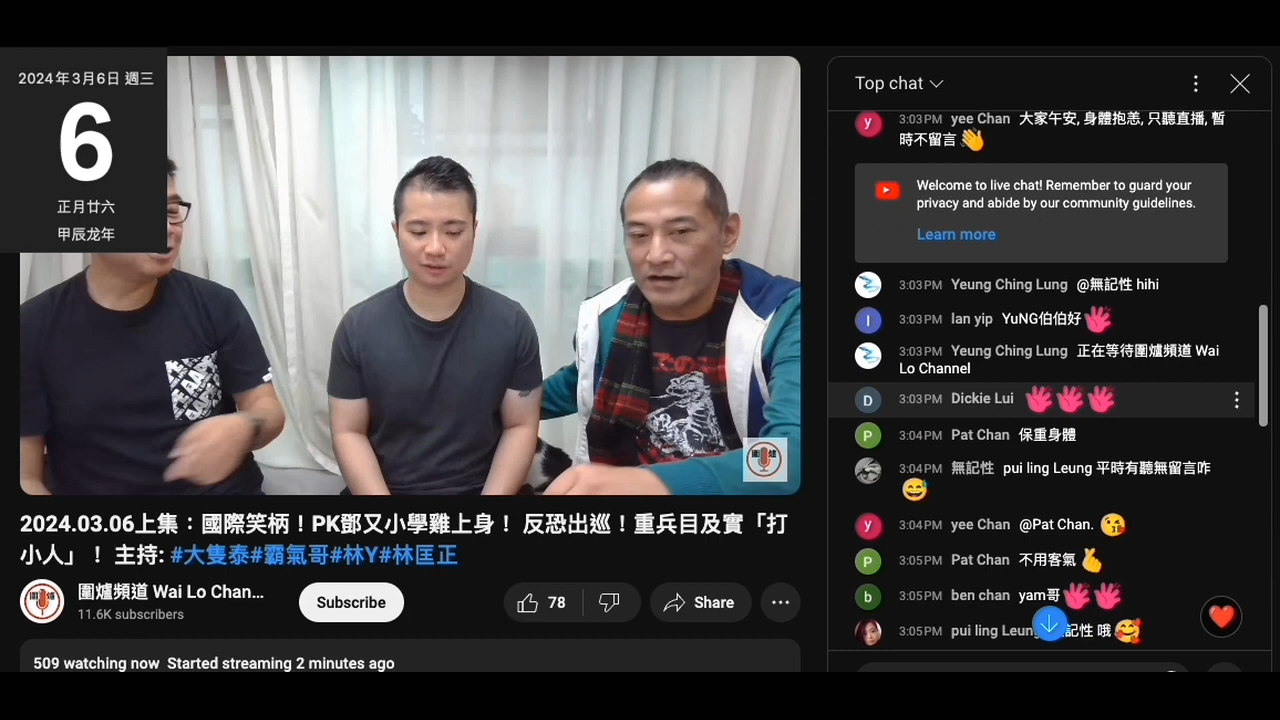 2024年3月6日 週三
6
正月廿六
甲辰龙年
2024.03.06上集：國際笑柄！PK鄧又小學雞上身！ 反恐出巡！重兵目及實「打
小人」！ 主持: #大隻泰#霸氣哥#林Y#林匡正
圍爐頻道 Wai Lo Chan...
11.6K subscribers
Subscribe
78
Share
509 watching now Started streaming 2 minutes ago
Top chat
3:03PM yee Chan 大家午安, 身體抱恙, 只聽直播, 暫
時不留言
Welcome to live chat! Remember to guard your
privacy and abide by our community guidelines.
Learn more
3:03PM Yeung Ching Lung @無記性 hihi
3:03PM Ian yip YuNG伯伯好
3:03PM Yeung Ching Lung 正在等待圍爐頻道 Wai
Lo Channel
3:03PM Dickie Lui
3:04PM Pat Chan 保重身體
3:04PM 無記性 pui ling Leung 平時有聽無留言咋
3:04PM yee Chan @Pat Chan.
3:05PM Pat Chan 不用客氣
3:05PM ben chan yam哥
3:05PM pui ling Leung 記性 哦